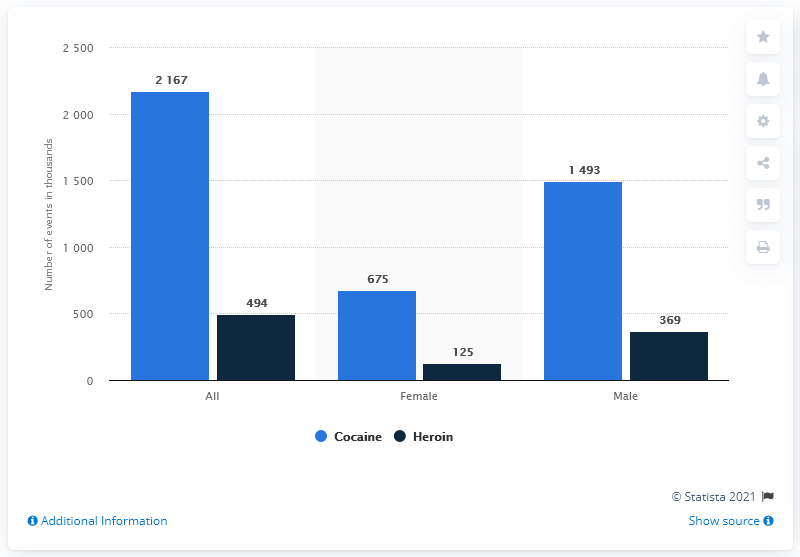 2 500
2 000
1 500
1 000
500
0
Number of events in thousands
2 167
494
675
125
1 493
369
All
Female
Male
Cocaine
Heroin
© Statista 2021
Additional Information
Show source